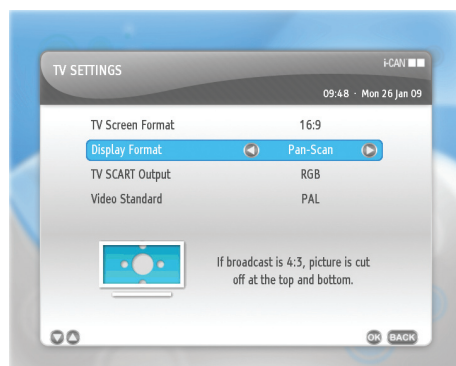 TV SETTINGS
i-CAN
09:48 · Mon 26 Jan 09
TV Screen Format 16:9
Display Format Pan-Scan
TV SCART Output RGB
Video Standard PAL
If broadcast is 4:3, picture is cut
off at the top and bottom.
OK BACK